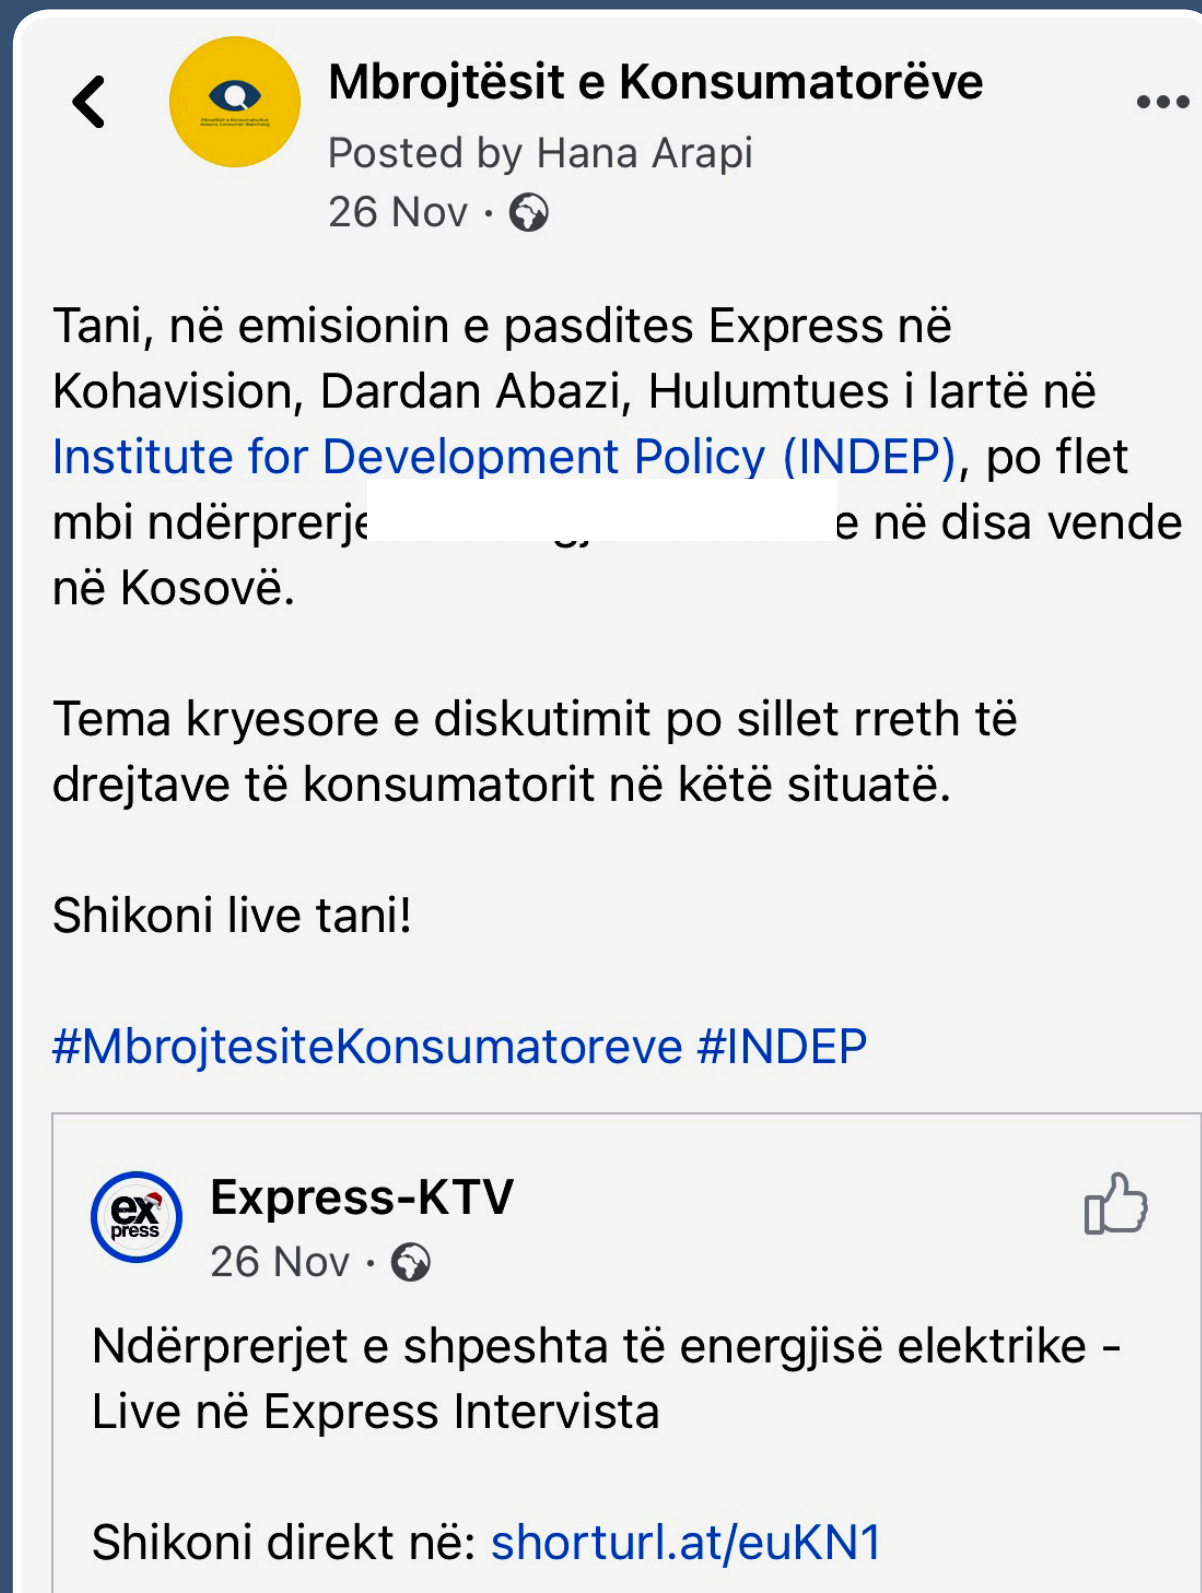 Mbrojtësit e Konsumatorëve
Posted by Hana Arapi
26 Nov ·
Tani, në emisionin e pasdites Express në
Kohavision, Dardan Abazi, Hulumtues i lartë në
Institute for Development Policy (INDEP), po flet
mbi në disa vende
në Kosovë.
Tema kryesore e diskutimit po sillet rreth të
drejtave të konsumatorit në këtë situatë.
Shikoni live tani!
#MbrojtesiteKonsumatoreve #INDEP
express
Express-KTV
26 Nov ·
Ndërprerjet e shpeshta të energjisë elektrike -
Live në Express Intervista
Shikoni direkt në: shorturl.at/euKN1